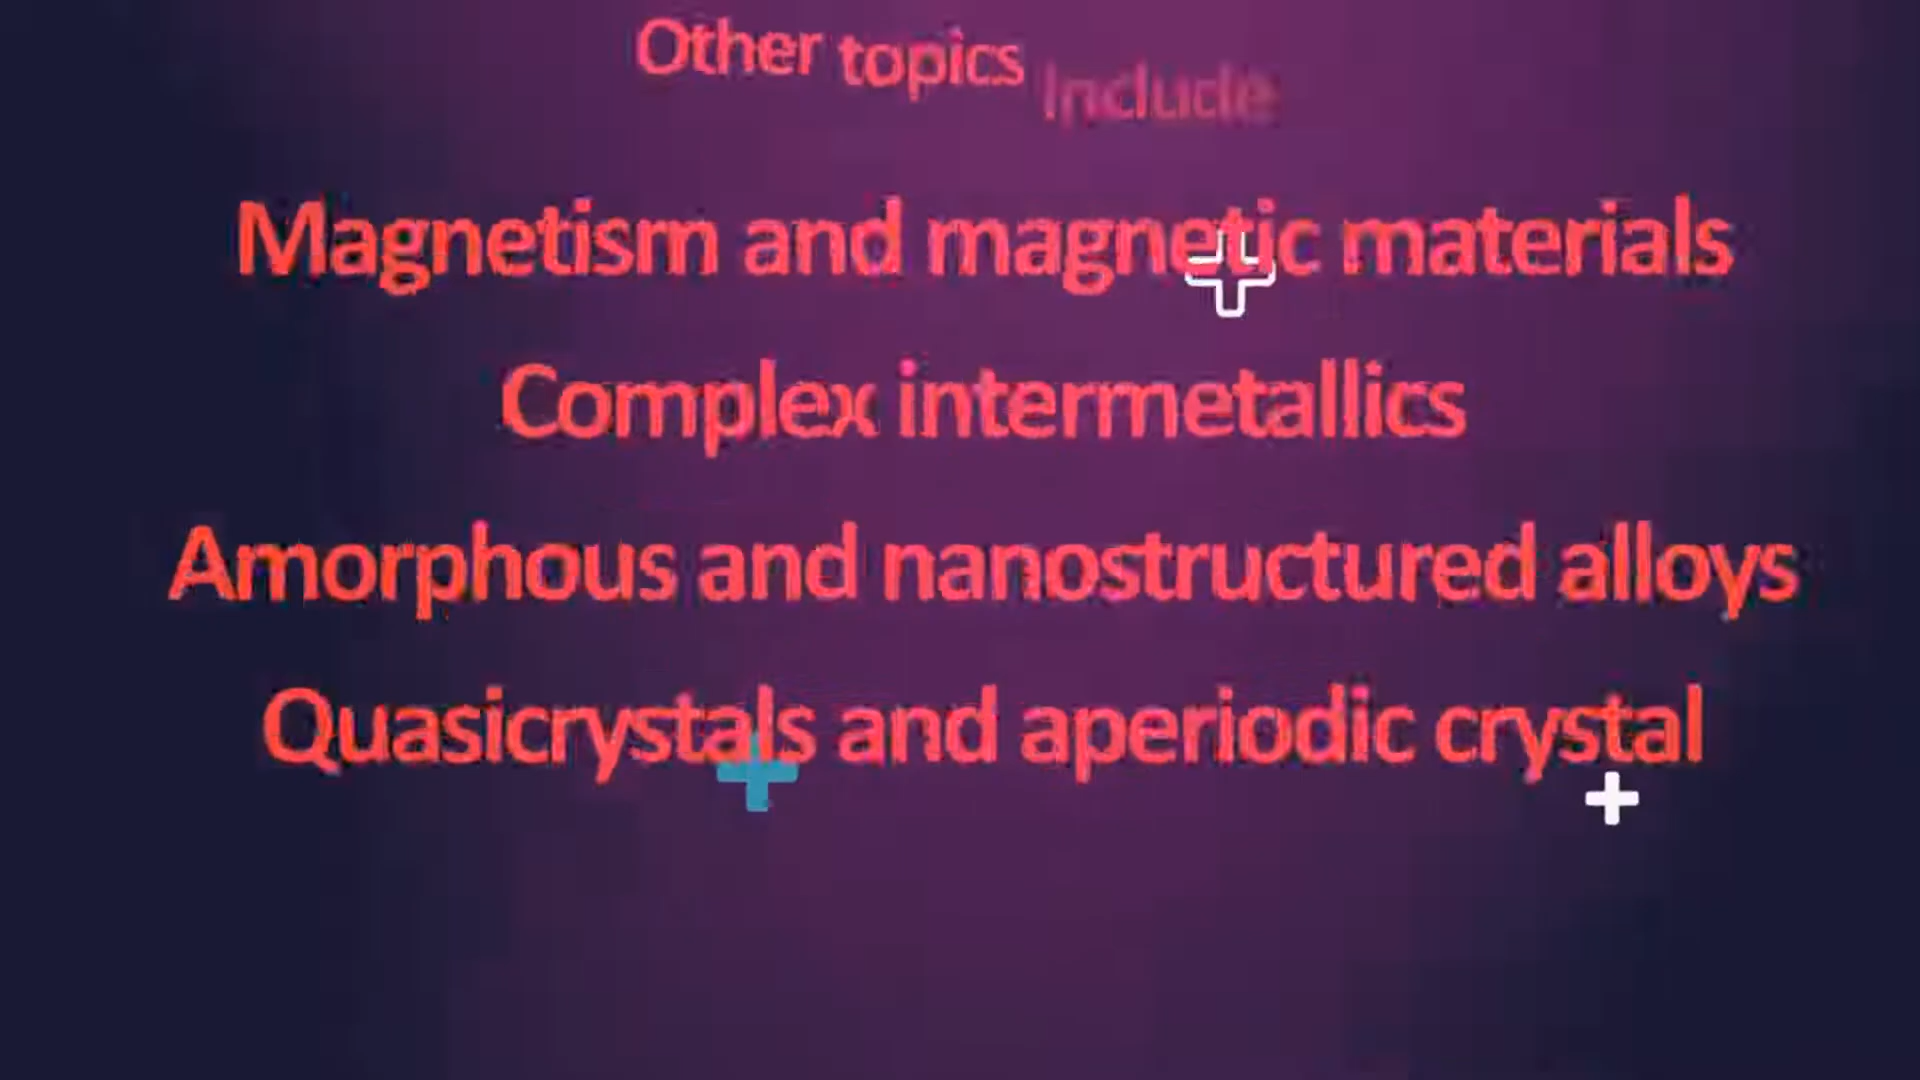 Other topics Include
Magnetism and magnetic materials
Complex intermetallics
Amorphous and nanostructured alloys
Quasicrystals and aperiodic crystal